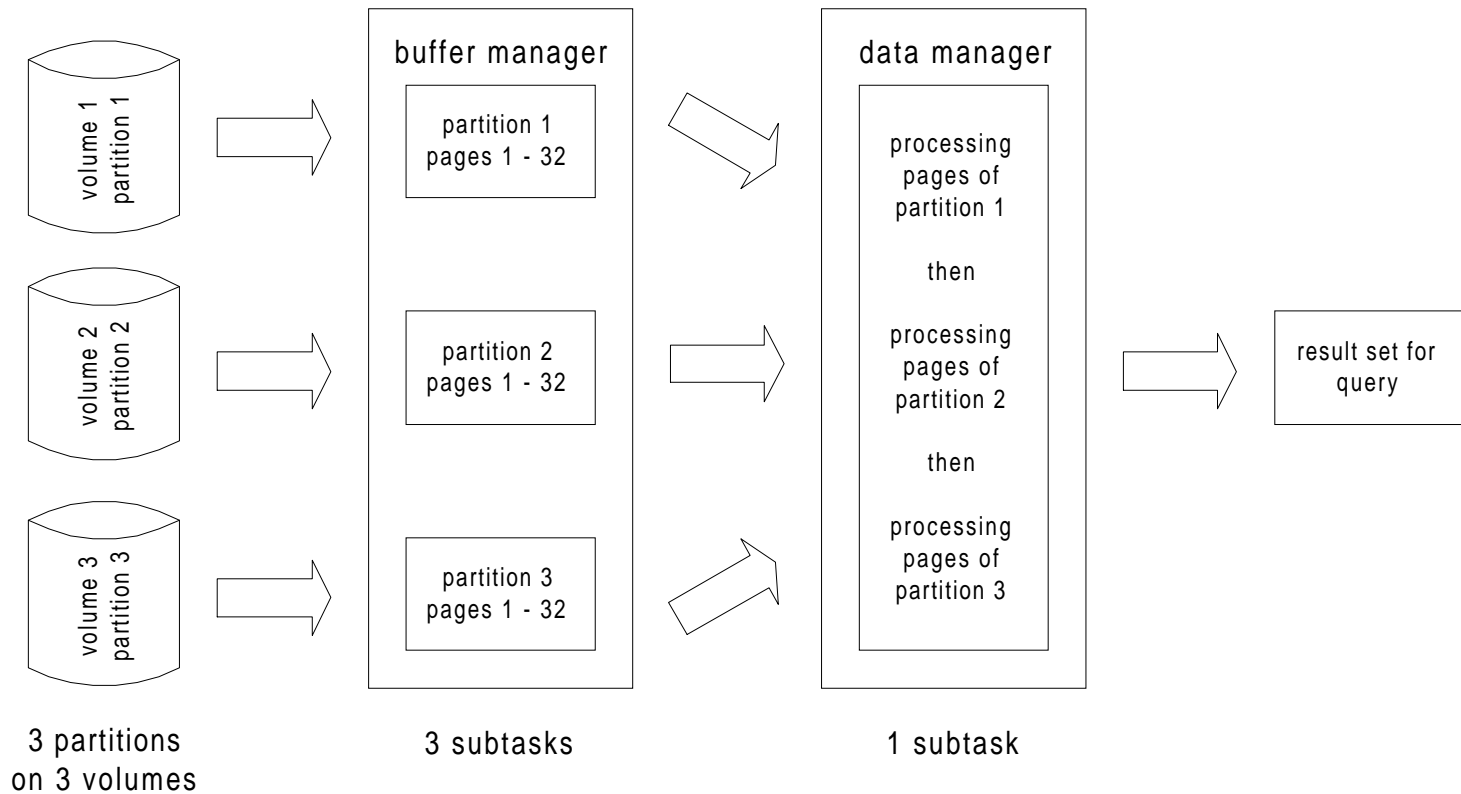 buffer manager
data manager
volume 1
partition 1
partition 1
pages 1 - 32
processing
pages of
partition 1
then
volume 2
partition 2
partition 2
pages 1 - 32
processing
pages of
partition 2
result set for
query
then
volume 3
partition 3
partition 3
pages 1 - 32
processing
pages of
partition 3
3 partitions
on 3 volumes
3 subtasks
1 subtask